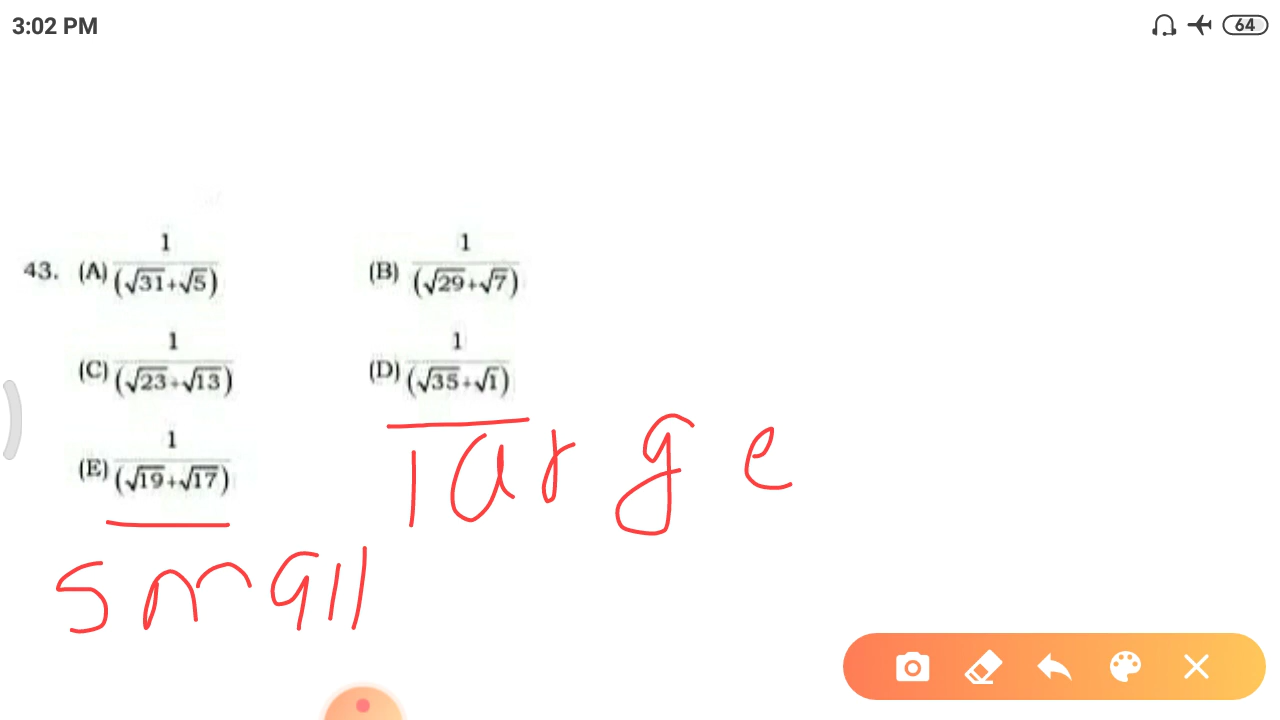 3:02 PM 64
43. (A) 1/(√31+√5) (B) 1/(√29+√7)
(C) 1/(√23+√13) (D) 1/(√35+√1)
(E) 1/(√19+√17)
large
small